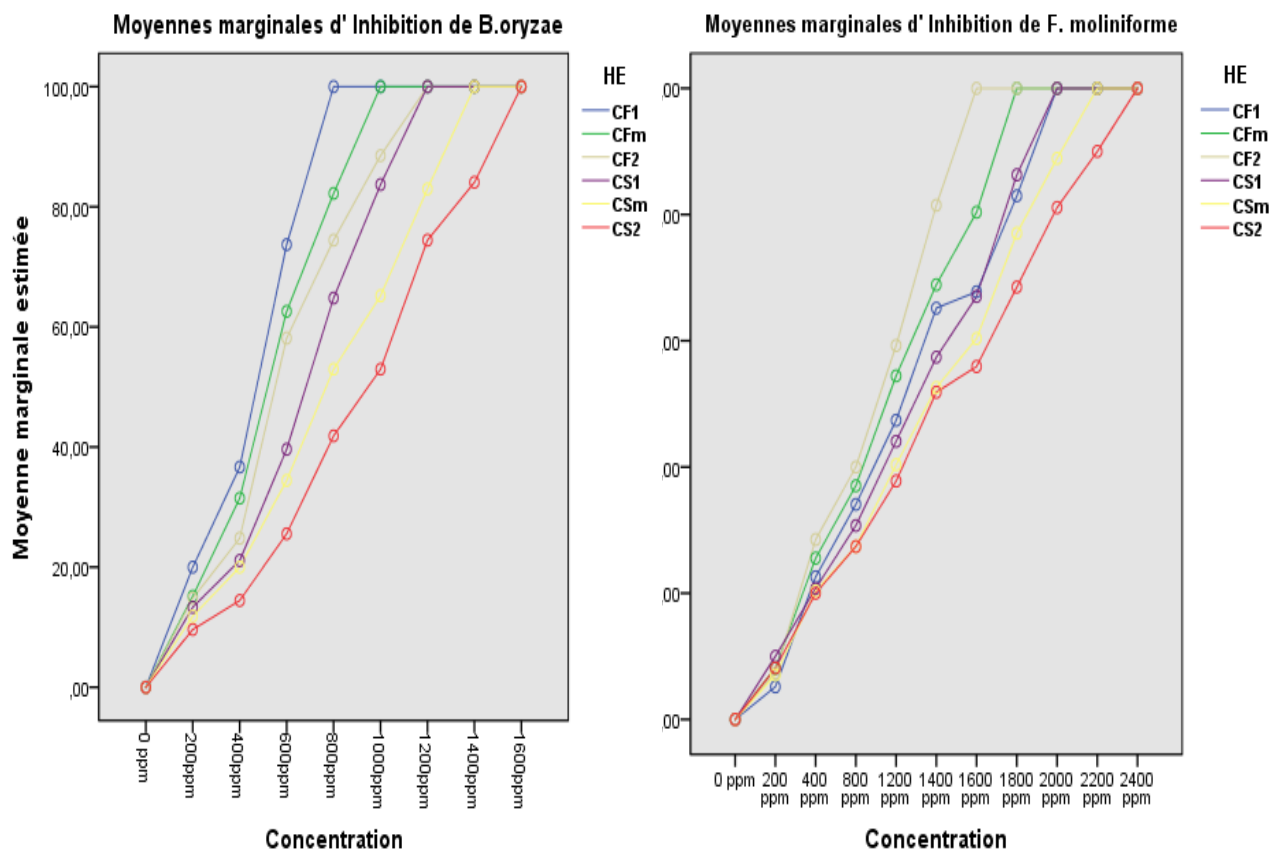 Moyennes marginales d' Inhibition de B.oryzae
Moyenne marginale estimée
100,00
80,00
60,00
40,00
20,00
,00
0 ppm
200ppm
400ppm
600ppm
800ppm
1000ppm
1200ppm
1400ppm
1600ppm
Concentration
HE
CF1
CFm
CF2
CS1
CSm
CS2
Moyennes marginales d' Inhibition de F. moliniforme
,00
,00
,00
,00
,00
,00
0 ppm
200 ppm
400 ppm
800 ppm
1200 ppm
1400 ppm
1600 ppm
1800 ppm
2000 ppm
2200 ppm
2400 ppm
Concentration
HE
CF1
CFm
CF2
CS1
CSm
CS2